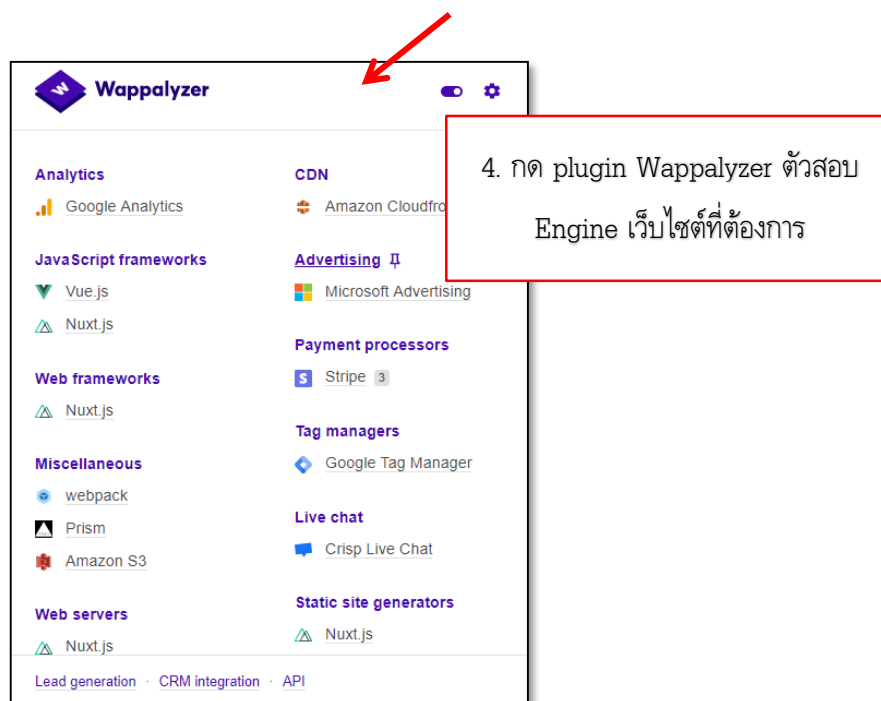 Wappalyzer
Analytics
Google Analytics
JavaScript frameworks
Vue.js
Nuxt.js
Web frameworks
Nuxt.js
Miscellaneous
webpack
Prism
Amazon S3
Web servers
Nuxt.js
CDN
Amazon Cloudfro
Advertising
Microsoft Advertising
Payment processors
Stripe 3
Tag managers
Google Tag Manager
Live chat
Crisp Live Chat
Static site generators
Nuxt.js
Lead generation · CRM integration · API
4. กด plugin Wappalyzer ตัวสอบ
Engine เว็บไซต์ที่ต้องการ